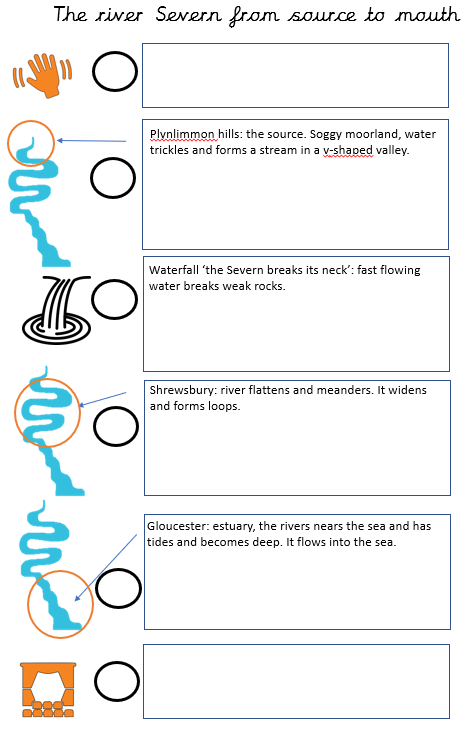 The river Severn from source to mouth
Plynlimmon hills: the source. Soggy moorland, water
trickles and forms a stream in a v-shaped valley.
Waterfall ‘the Severn breaks its neck’: fast flowing
water breaks weak rocks.
Shrewsbury: river flattens and meanders. It widens
and forms loops.
Gloucester: estuary, the rivers nears the sea and has
tides and becomes deep. It flows into the sea.